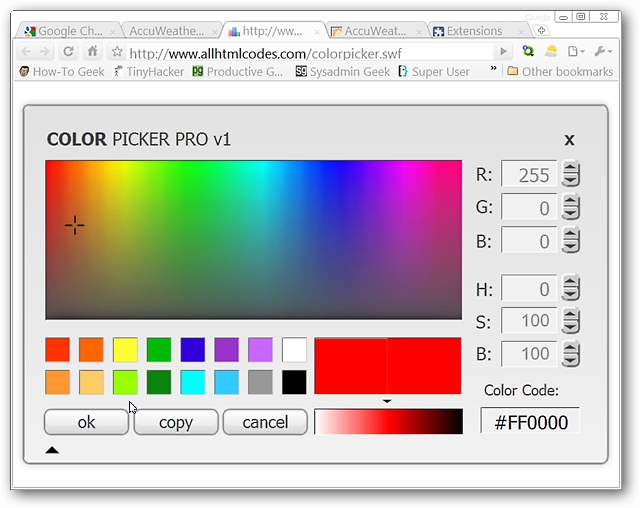 Google
Google Ch...
AccuWeathe...
http://ww...
AccuWeat...
Extensions
http://www.allhtmlcodes.com/colorpicker.swf
How-To Geek
TinyHacker
Productive G...
Sysadmin Geek
Super User
»
Other bookmarks
COLOR PICKER PRO v1
x
R: 255
G: 0
B: 0
H: 0
S: 100
B: 100
Color Code:
#FF0000
ok
copy
cancel